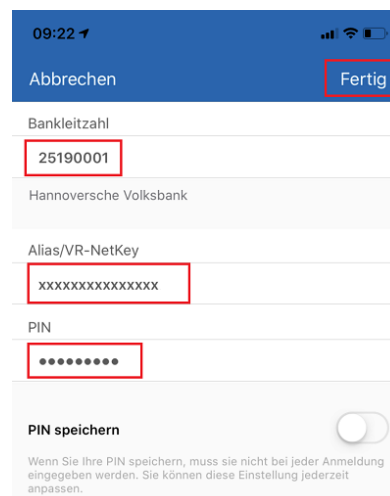 09:22
Abbrechen Fertig
Bankleitzahl
25190001
Hannoversche Volksbank
Alias/VR-NetKey
xxxxxxxxxxxxxxx
PIN
●●●●●●●●●
PIN speichern
Wenn Sie Ihre PIN speichern, muss sie nicht bei jeder Anmeldung
eingegeben werden. Sie können diese Einstellung jederzeit
anpassen.